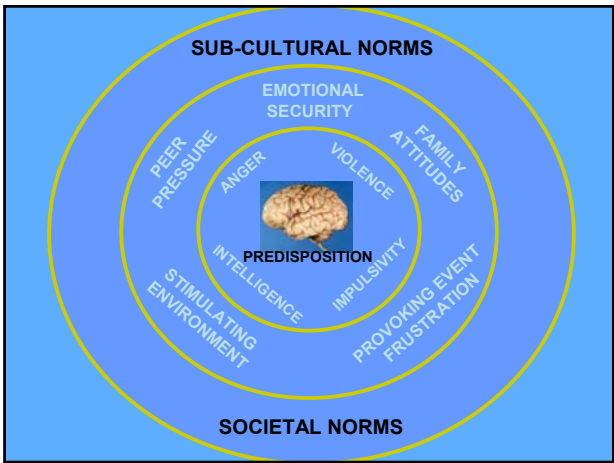 SUB-CULTURAL NORMS
EMOTIONAL
SECURITY
PEER
PRESSURE
FAMILY
ATTITUDES
ANGER
VIOLENCE
PREDISPOSITION
INTELLIGENCE
IMPULSIVITY
STIMULATING
ENVIRONMENT
PROVOKING EVENT
FRUSTRATION
SOCIETAL NORMS